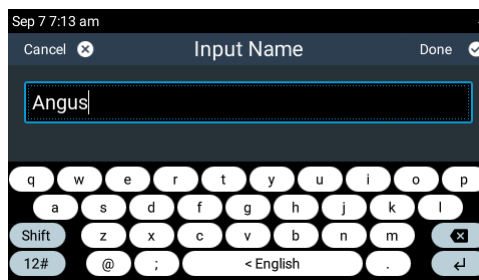 Sep 7 7:13 am
Cancel Input Name Done
Angus
q w e r t y u i o p
a s d f g h j k l
Shift z x c v b n m
12# @ ; < English .